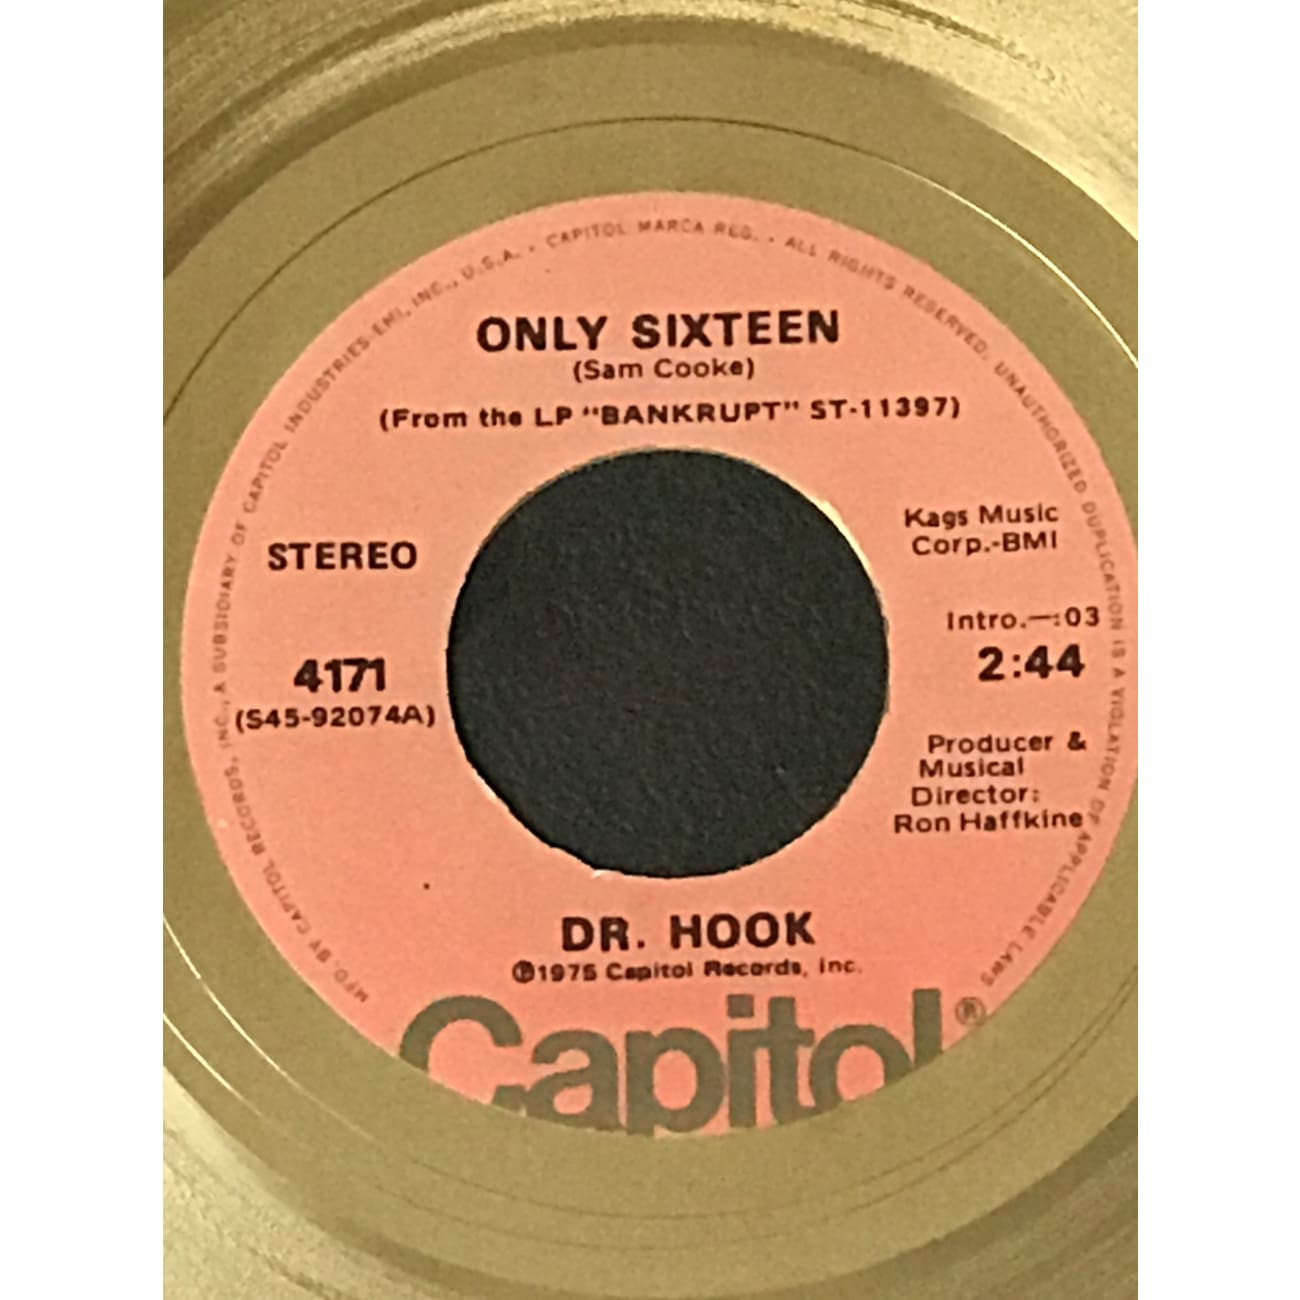 ONLY SIXTEEN
(Sam Cooke)
(From the LP "BANKRUPT" ST-11397)
STEREO
4171
(S45-92074A)
Kags Music
Corp.-BMI
Intro.—:03
2:44
Producer &
Musical
Director:
Ron Haffkine
DR. HOOK
Ⓟ1975 Capitol Records, Inc.
Capitol®
MFD. BY CAPITOL RECORDS, INC., A SUBSIDIARY OF CAPITOL INDUSTRIES-EMI, INC., U.S.A. • CAPITOL MARCA REG. • ALL RIGHTS RESERVED. UNAUTHORIZED DUPLICATION IS A VIOLATION OF APPLICABLE LAWS